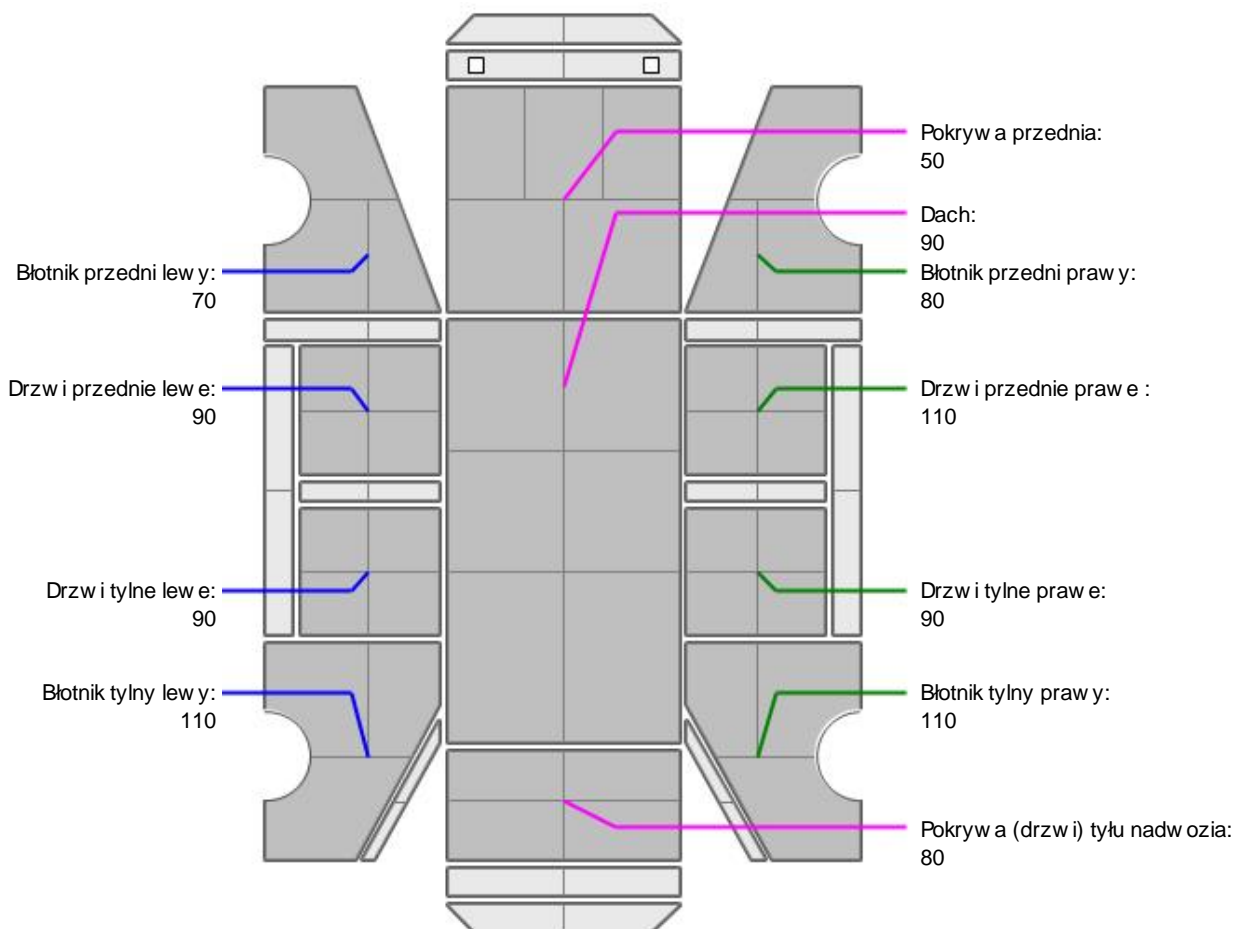 Pokrywa przednia:
50
Dach:
90
Błotnik przedni lewy:
70
Błotnik przedni prawy:
80
Drzwi przednie lewe:
90
Drzwi przednie prawe :
110
Drzwi tylne lewe:
90
Drzwi tylne prawe:
90
Błotnik tylny lewy:
110
Błotnik tylny prawy:
110
Pokrywa (drzwi) tyłu nadwozia:
80